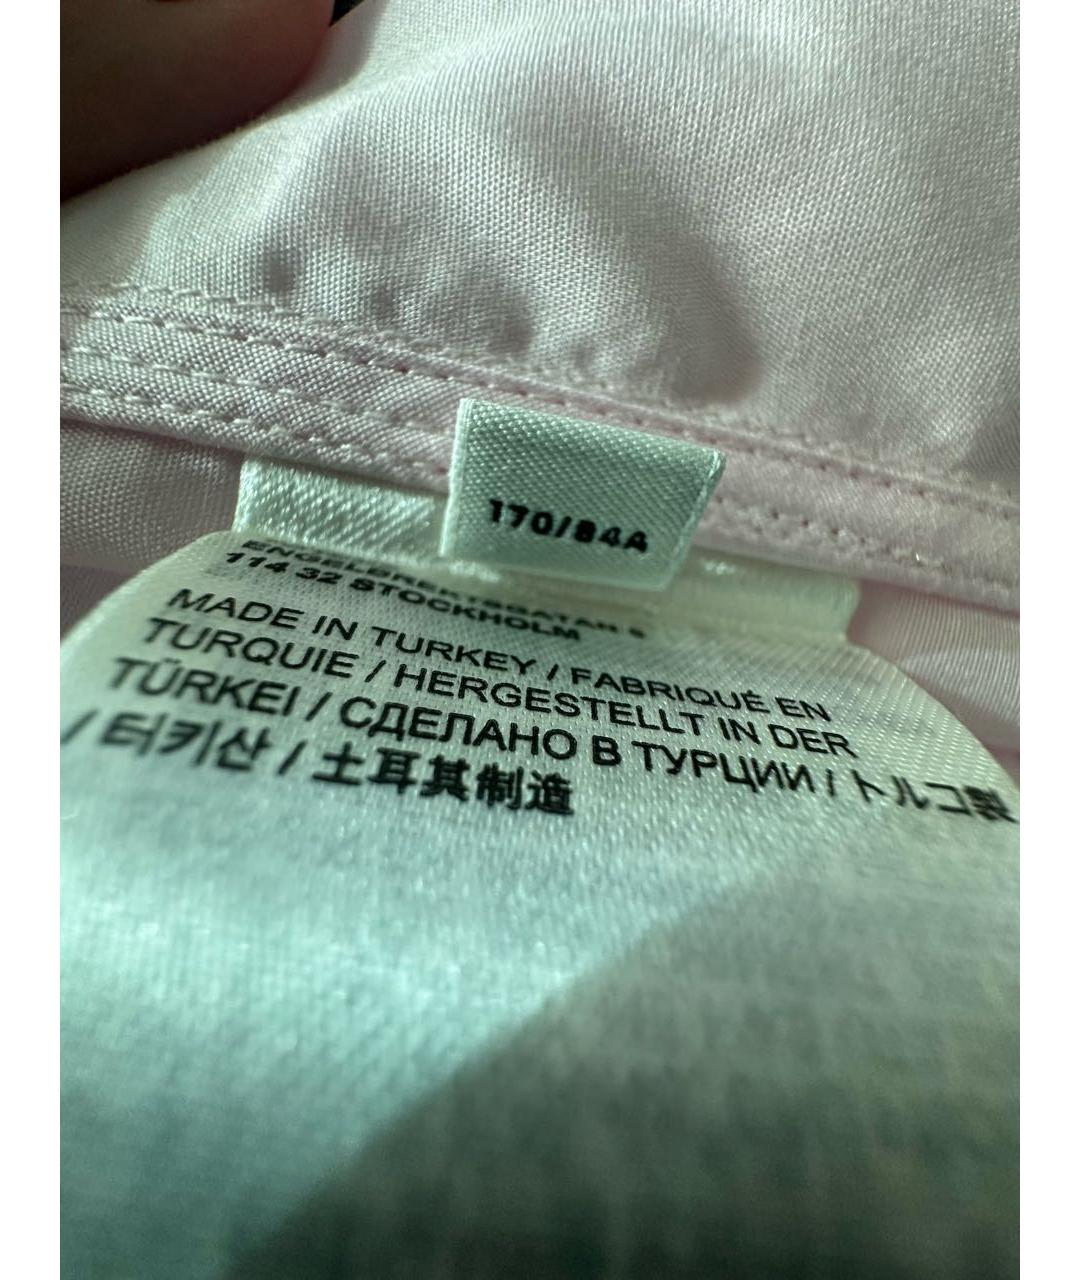 170/84A
ENGELBREKTSGATAN 5
114 32 STOCKHOLM
MADE IN TURKEY / FABRIQUÉ EN
TURQUIE / HERGESTELLT IN DER
TÜRKEI / СДЕЛАНО В ТУРЦИИ / トルコ製
/ 터키산 / 土耳其制造